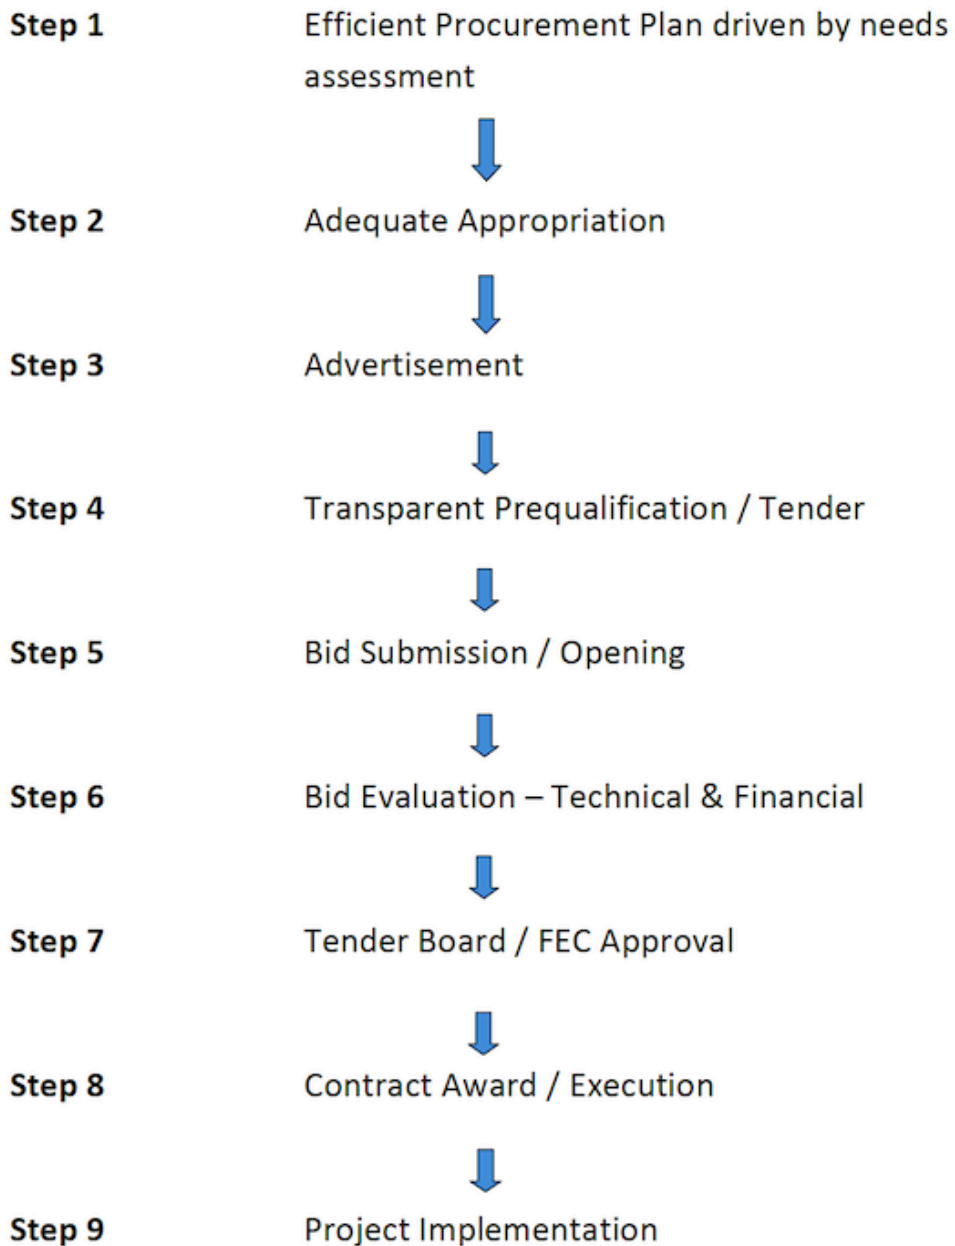 Step 1 Efficient Procurement Plan driven by needs
assessment
Step 2 Adequate Appropriation
Step 3 Advertisement
Step 4 Transparent Prequalification / Tender
Step 5 Bid Submission / Opening
Step 6 Bid Evaluation – Technical & Financial
Step 7 Tender Board / FEC Approval
Step 8 Contract Award / Execution
Step 9 Project Implementation